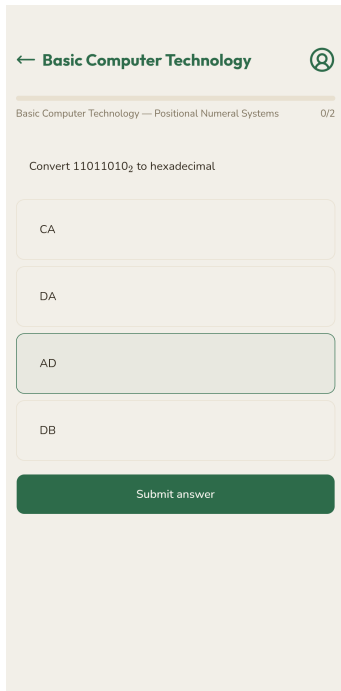 ← Basic Computer Technology
Basic Computer Technology — Positional Numeral Systems 0/2
Convert 11011010₂ to hexadecimal
CA
DA
AD
DB
Submit answer